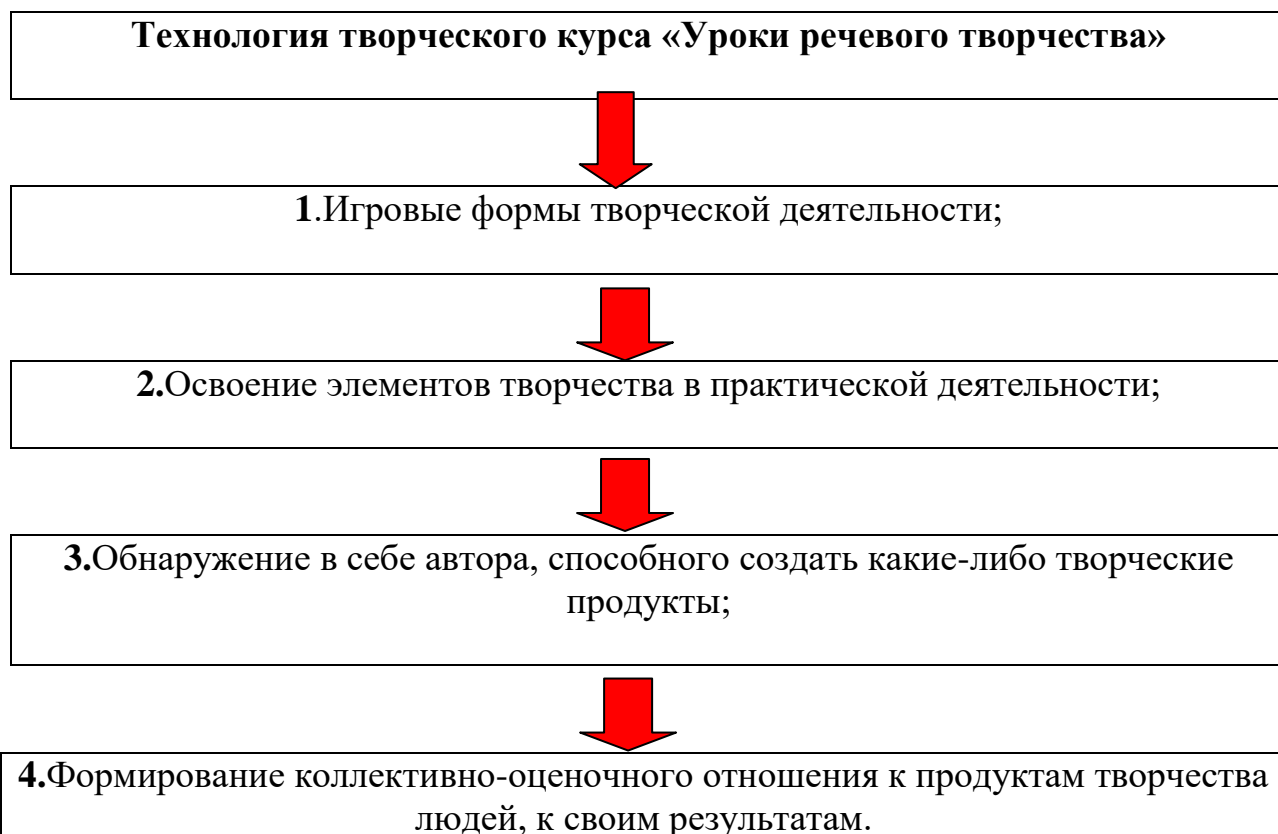 Технология творческого курса «Уроки речевого творчества»
1.Игровые формы творческой деятельности;
2.Освоение элементов творчества в практической деятельности;
3.Обнаружение в себе автора, способного создать какие-либо творческие
продукты;
4.Формирование коллективно-оценочного отношения к продуктам творчества
людей, к своим результатам.